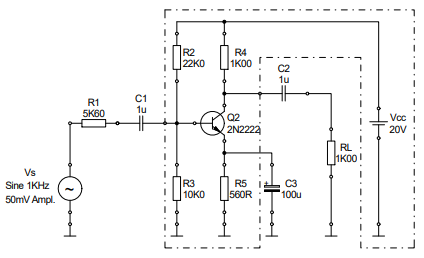 R2
22K0
R4
1K00
C2
1u
R1
5K60
C1
1u
Q2
2N2222
Vcc
20V
RL
1K00
Vs
Sine 1KHz
50mV Ampl.
~
R3
10K0
R5
560R
+
C3
100u